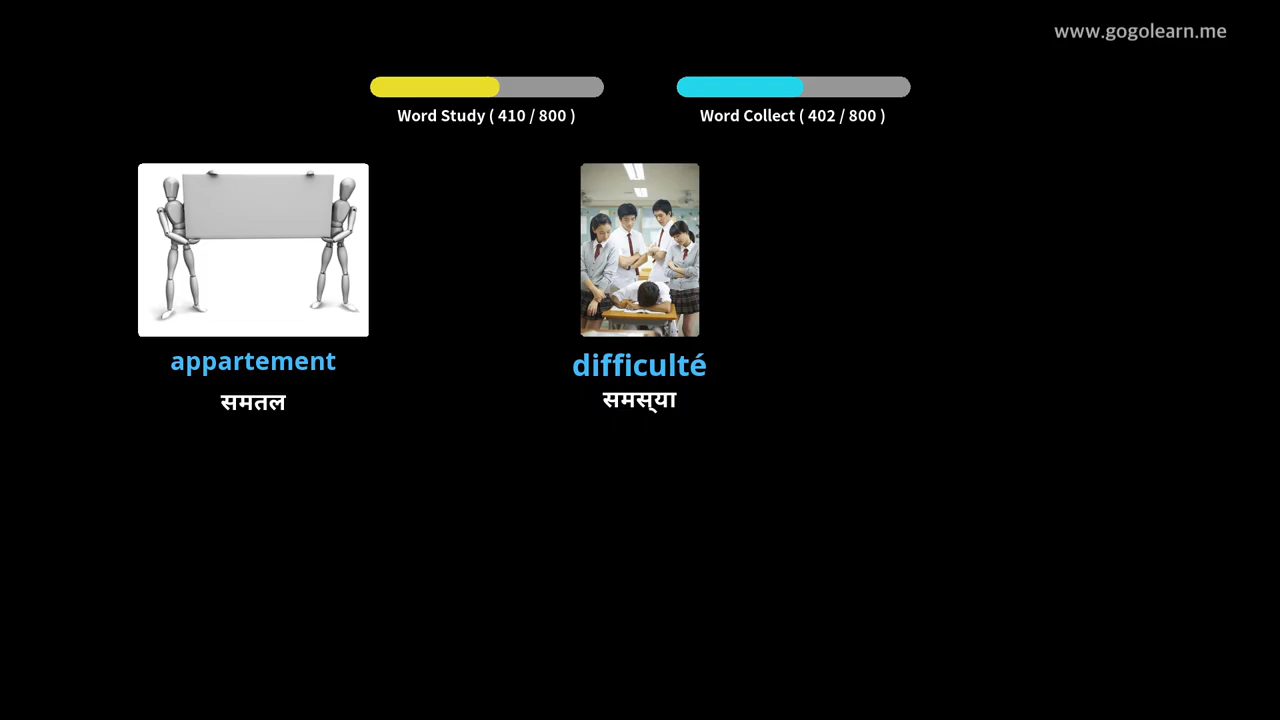 www.gogolearn.me
Word Study ( 410 / 800 )
Word Collect ( 402 / 800 )
appartement
समतल
difficulté
समस्‌या